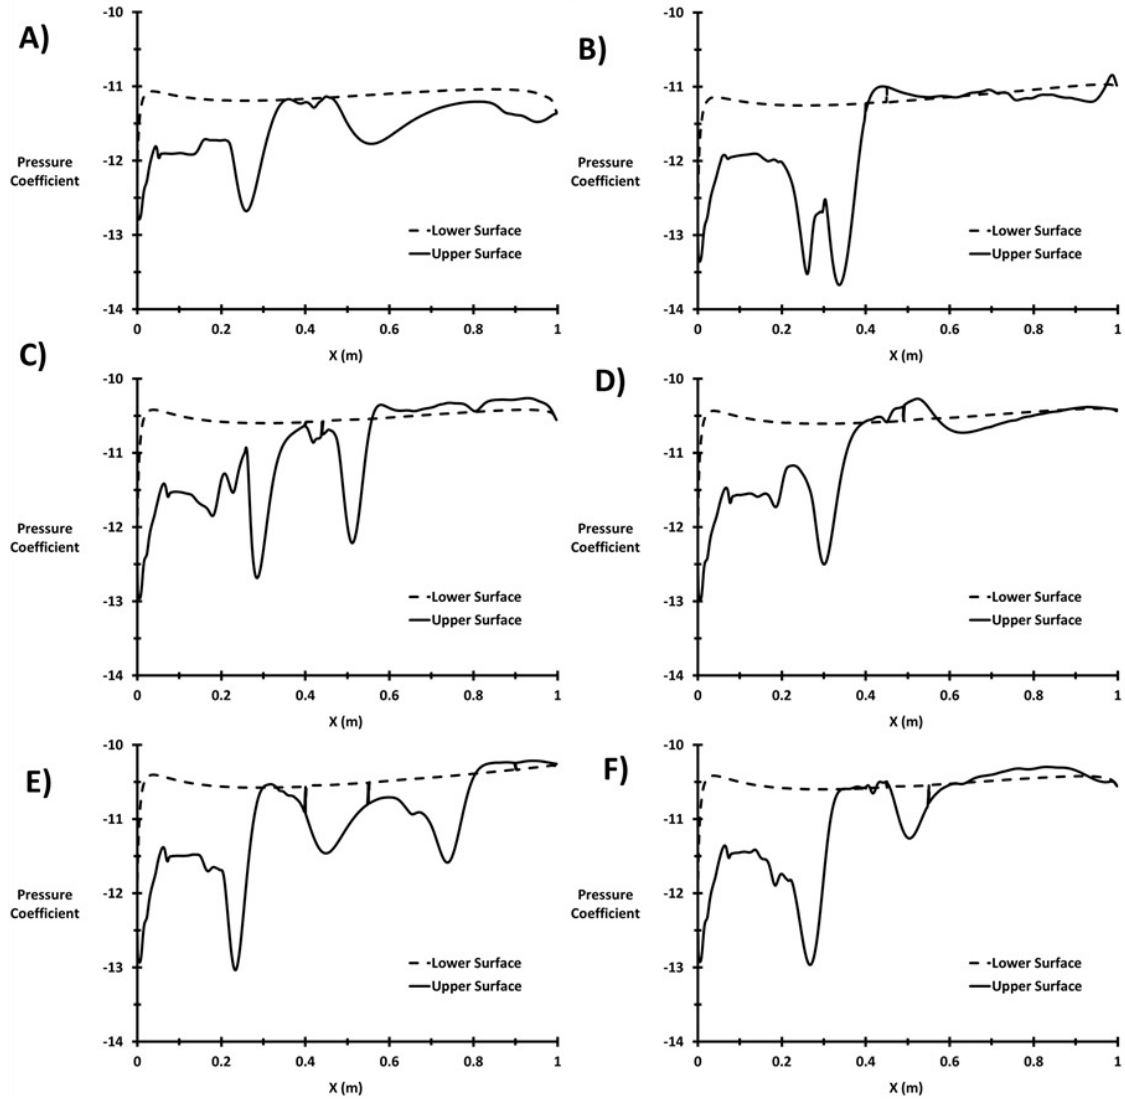 A)
-10
-11
-12
-13
-14
Pressure
Coefficient
- -Lower Surface
Upper Surface
0 0.2 0.4 0.6 0.8 1
X (m)
B)
-10
-11
-12
-13
-14
Pressure
Coefficient
- -Lower Surface
Upper Surface
0 0.2 0.4 0.6 0.8 1
X (m)
C)
-10
-11
-12
-13
-14
Pressure
Coefficient
- -Lower Surface
Upper Surface
0 0.2 0.4 0.6 0.8 1
X (m)
D)
-10
-11
-12
-13
-14
Pressure
Coefficient
- -Lower Surface
Upper Surface
0 0.2 0.4 0.6 0.8 1
X (m)
E)
-10
-11
-12
-13
-14
Pressure
Coefficient
- -Lower Surface
Upper Surface
0 0.2 0.4 0.6 0.8 1
X (m)
F)
-10
-11
-12
-13
-14
Pressure
Coefficient
- -Lower Surface
Upper Surface
0 0.2 0.4 0.6 0.8 1
X (m)